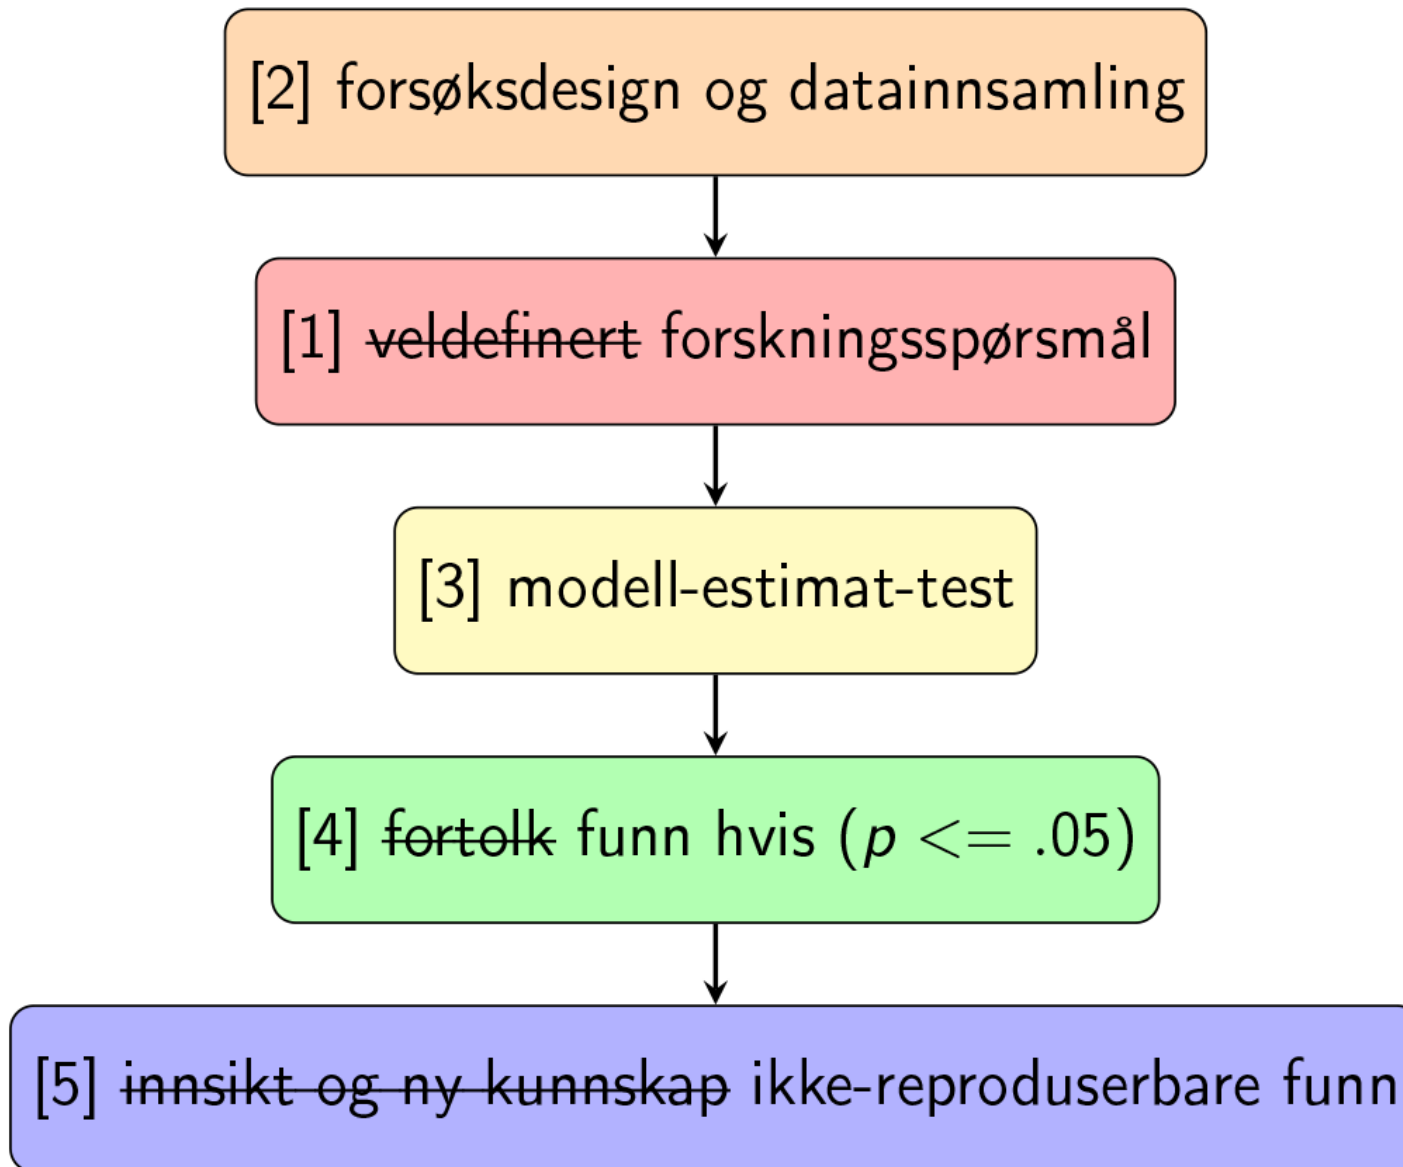 [2] forsøksdesign og datainnsamling
[1] veldefinert forskningsspørsmål
[3] modell-estimat-test
[4] fortolk funn hvis (p <= .05)
[5] innsikt og ny kunnskap ikke-reproduserbare funn